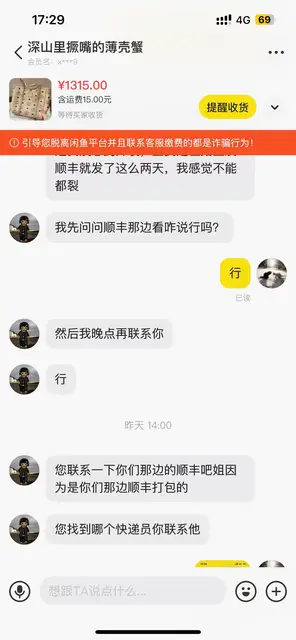 17:29
4G 69
深山里撅嘴的薄壳蟹
会员名：x***9
¥1315.00
含运费15.00元
等待买家收货
提醒收货
引导您脱离闲鱼平台并且联系客服缴费的都是诈骗行为！
顺丰就发了这么两天，我感觉不能
都裂
我先问问顺丰那边看咋说行吗？
行
已读
然后我晚点再联系你
行
昨天 14:00
您联系一下你们那边的顺丰吧姐因
为是你们那边顺丰打包的
您找到哪个快递员你联系他
想跟TA说点什么...